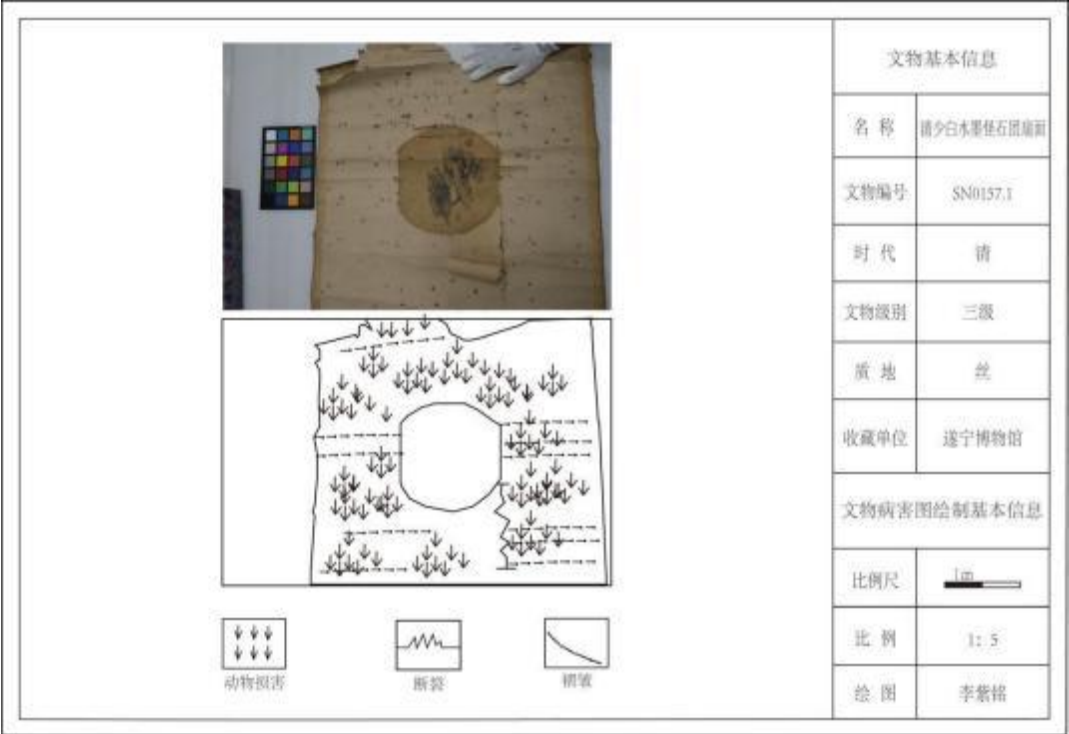 文物基本信息
名 称
清少白水墨怪石团扇面
文物编号
SN0157.1
时 代
清
文物级别
三级
质 地
丝
收藏单位
遂宁博物馆
文物病害图绘制基本信息
比例尺
1cm
比 例
1: 5
绘 图
李紫铭
动物损害
断裂
褶皱